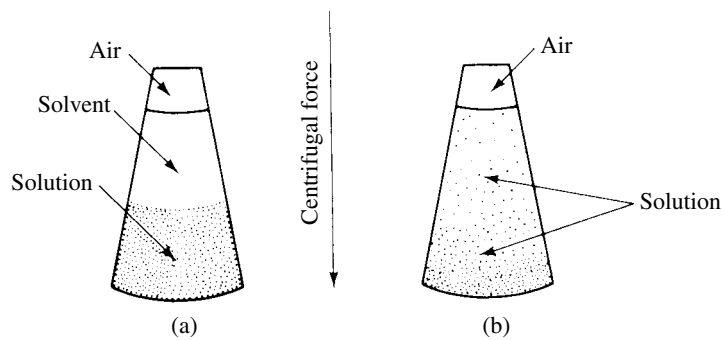 Air
Solvent
Solution
(a)
Centrifugal force
Air
Solution
(b)